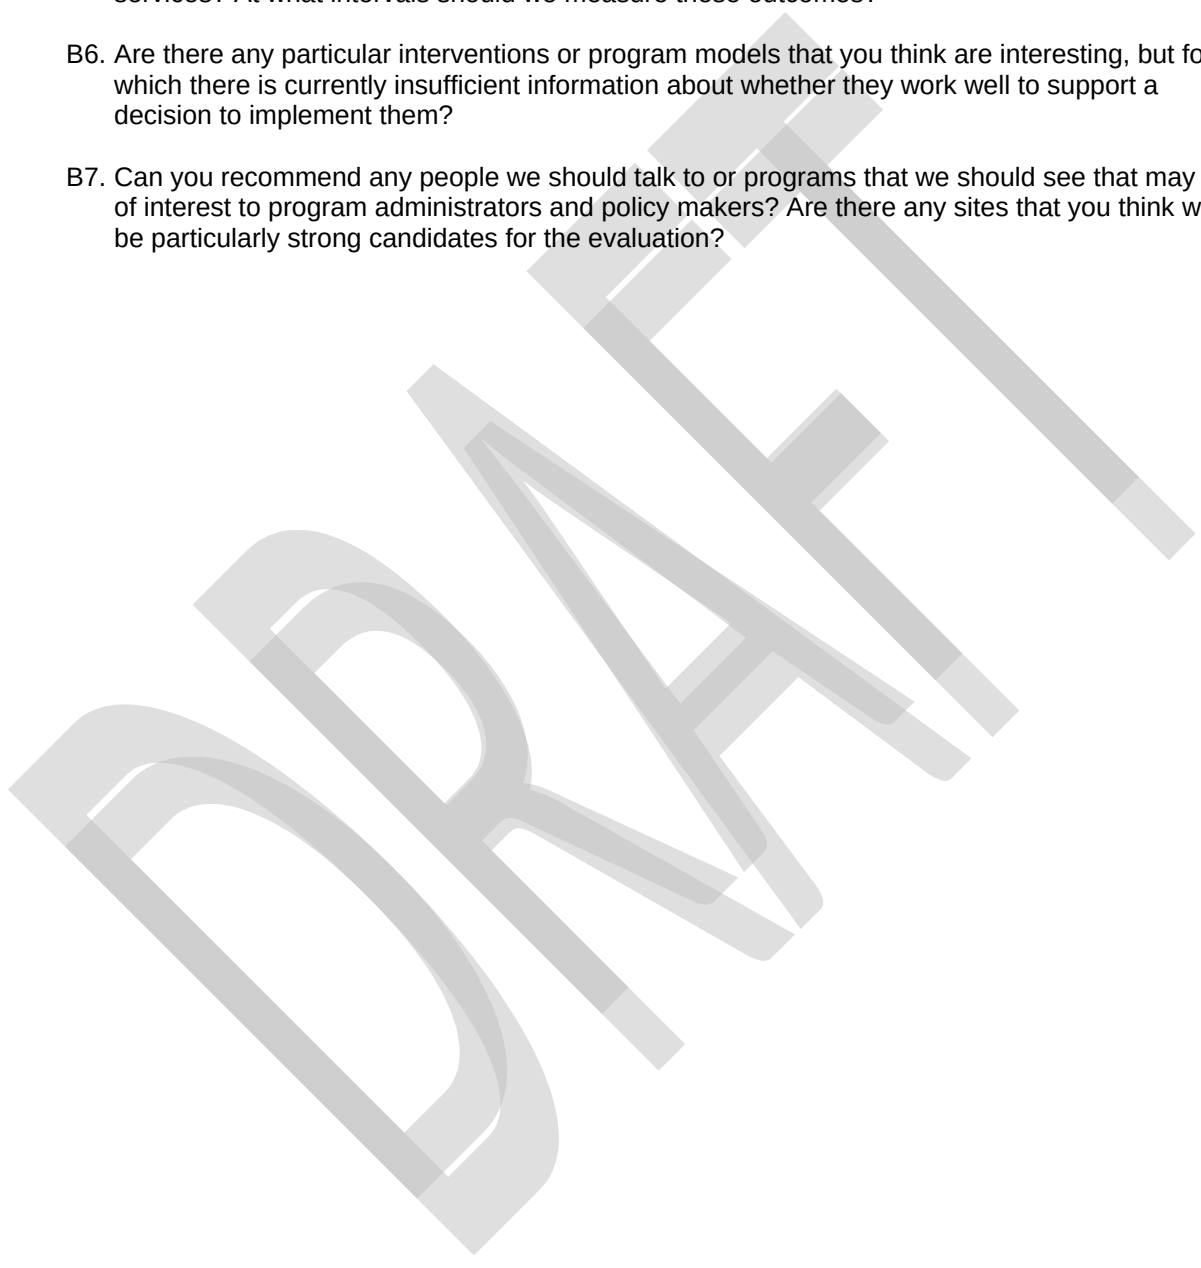 services? At what intervals should we measure these outcomes?
B6. Are there any particular interventions or program models that you think are interesting, but fo
which there is currently insufficient information about whether they work well to support a
decision to implement them?
B7. Can you recommend any people we should talk to or programs that we should see that may
of interest to program administrators and policy makers? Are there any sites that you think w
be particularly strong candidates for the evaluation?
DRAFT